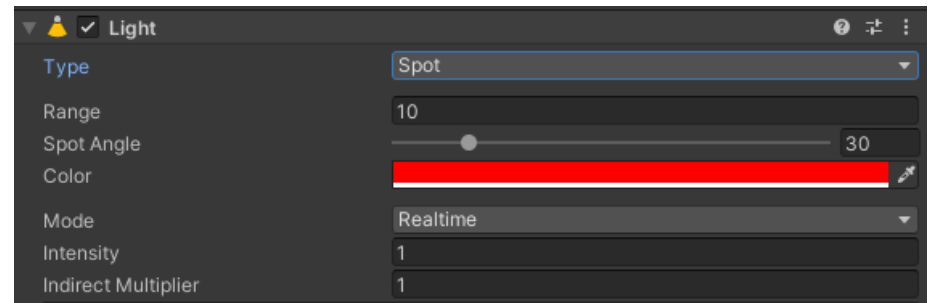 Light
Type Spot
Range 10
Spot Angle 30
Color
Mode Realtime
Intensity 1
Indirect Multiplier 1